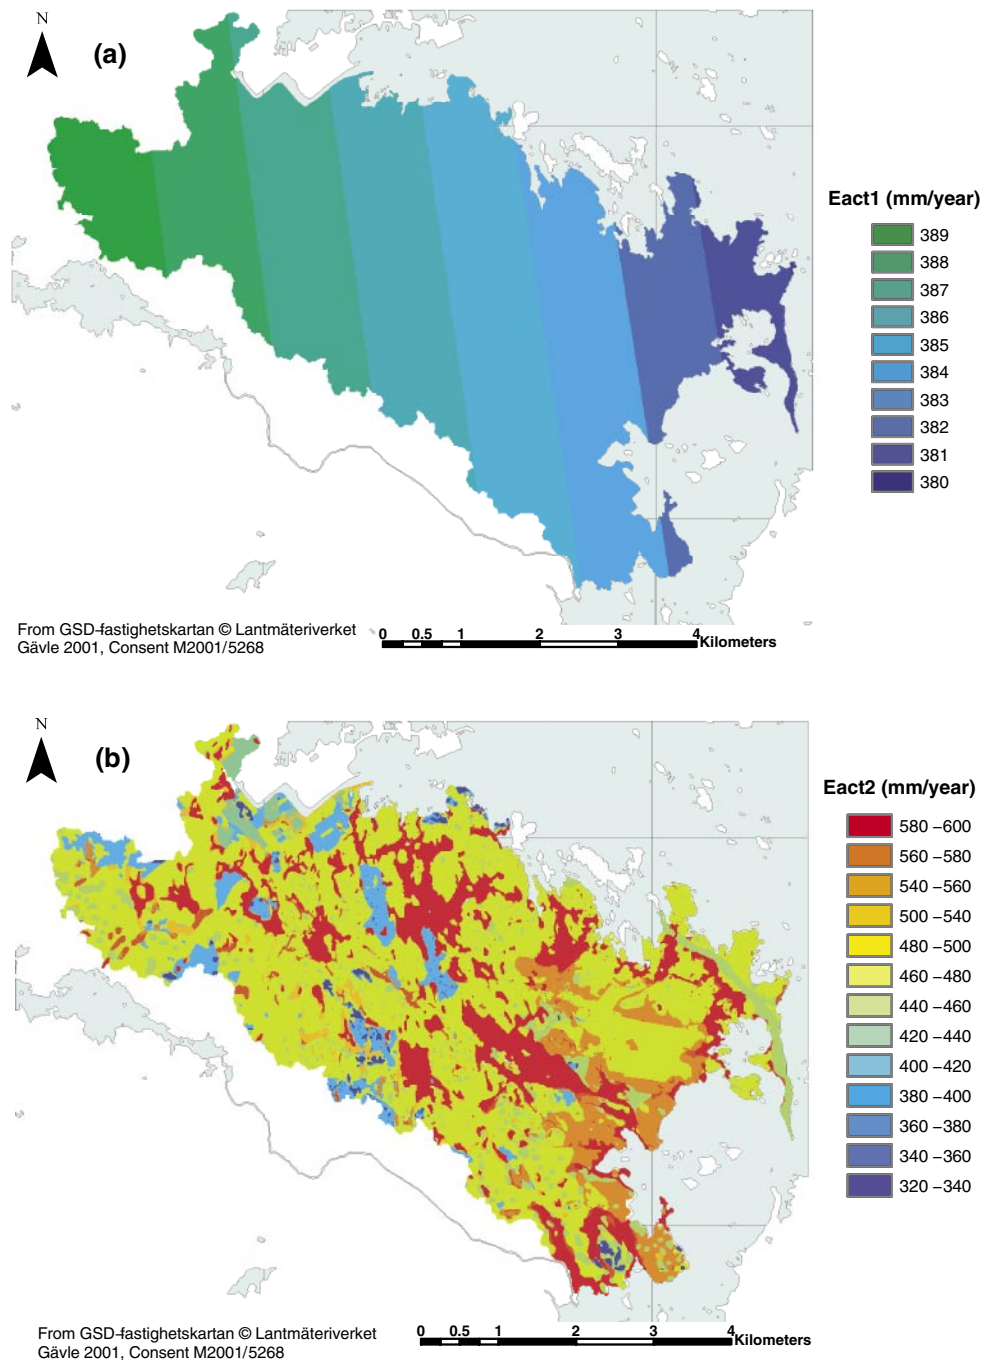 N
(a)
Eact1 (mm/year)
389
388
387
386
385
384
383
382
381
380
From GSD-fastighetskartan © Lantmäteriverket
Gävle 2001, Consent M2001/5268
0 0.5 1 2 3 4 Kilometers
N
(b)
Eact2 (mm/year)
580 –600
560 –580
540 –560
500 –540
480 –500
460 –480
440 –460
420 –440
400 –420
380 –400
360 –380
340 –360
320 –340
From GSD-fastighetskartan © Lantmäteriverket
Gävle 2001, Consent M2001/5268
0 0.5 1 2 3 4 Kilometers